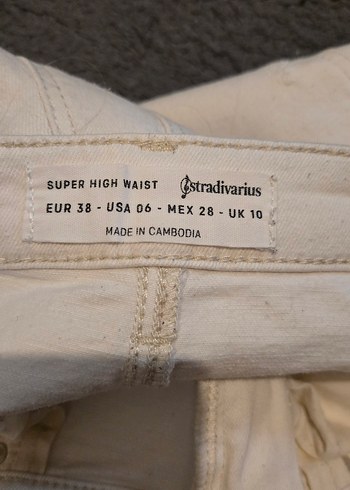 SUPER HIGH WAIST stradivarius
EUR 38 - USA 06 - MEX 28 - UK 10
MADE IN CAMBODIA